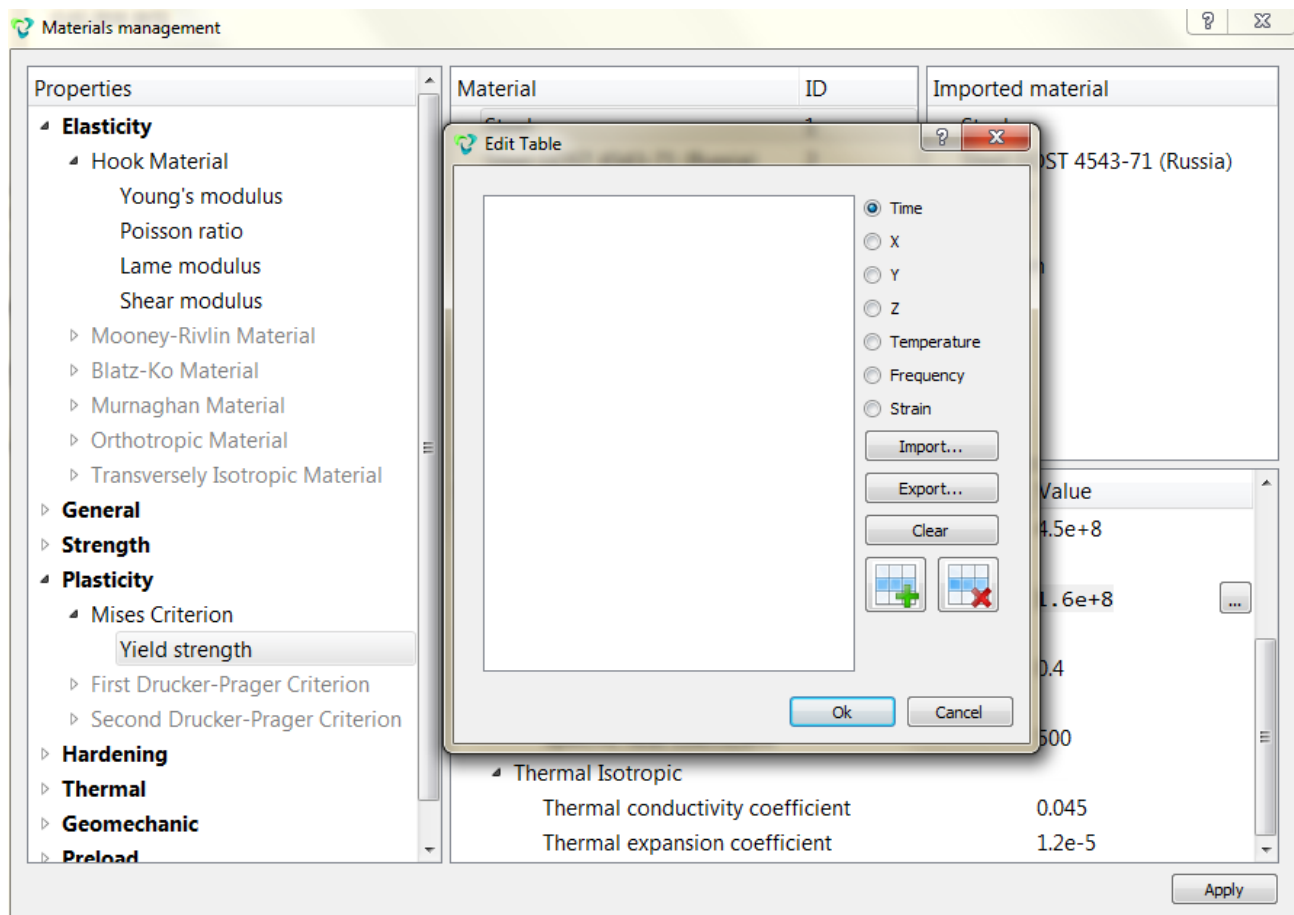 Materials management
Properties
Elasticity
Hook Material
Young's modulus
Poisson ratio
Lame modulus
Shear modulus
Mooney-Rivlin Material
Blatz-Ko Material
Murnaghan Material
Orthotropic Material
Transversely Isotropic Material
General
Strength
Plasticity
Mises Criterion
Yield strength
First Drucker-Prager Criterion
Second Drucker-Prager Criterion
Hardening
Thermal
Geomechanic
Preload
Material ID
Imported material
ST 4543-71 (Russia)
Edit Table
Time
X
Y
Z
Temperature
Frequency
Strain
Import...
Export...
Clear
Ok Cancel
Value
4.5e+8
1.6e+8 ...
0.4
500
Thermal Isotropic
Thermal conductivity coefficient 0.045
Thermal expansion coefficient 1.2e-5
Apply